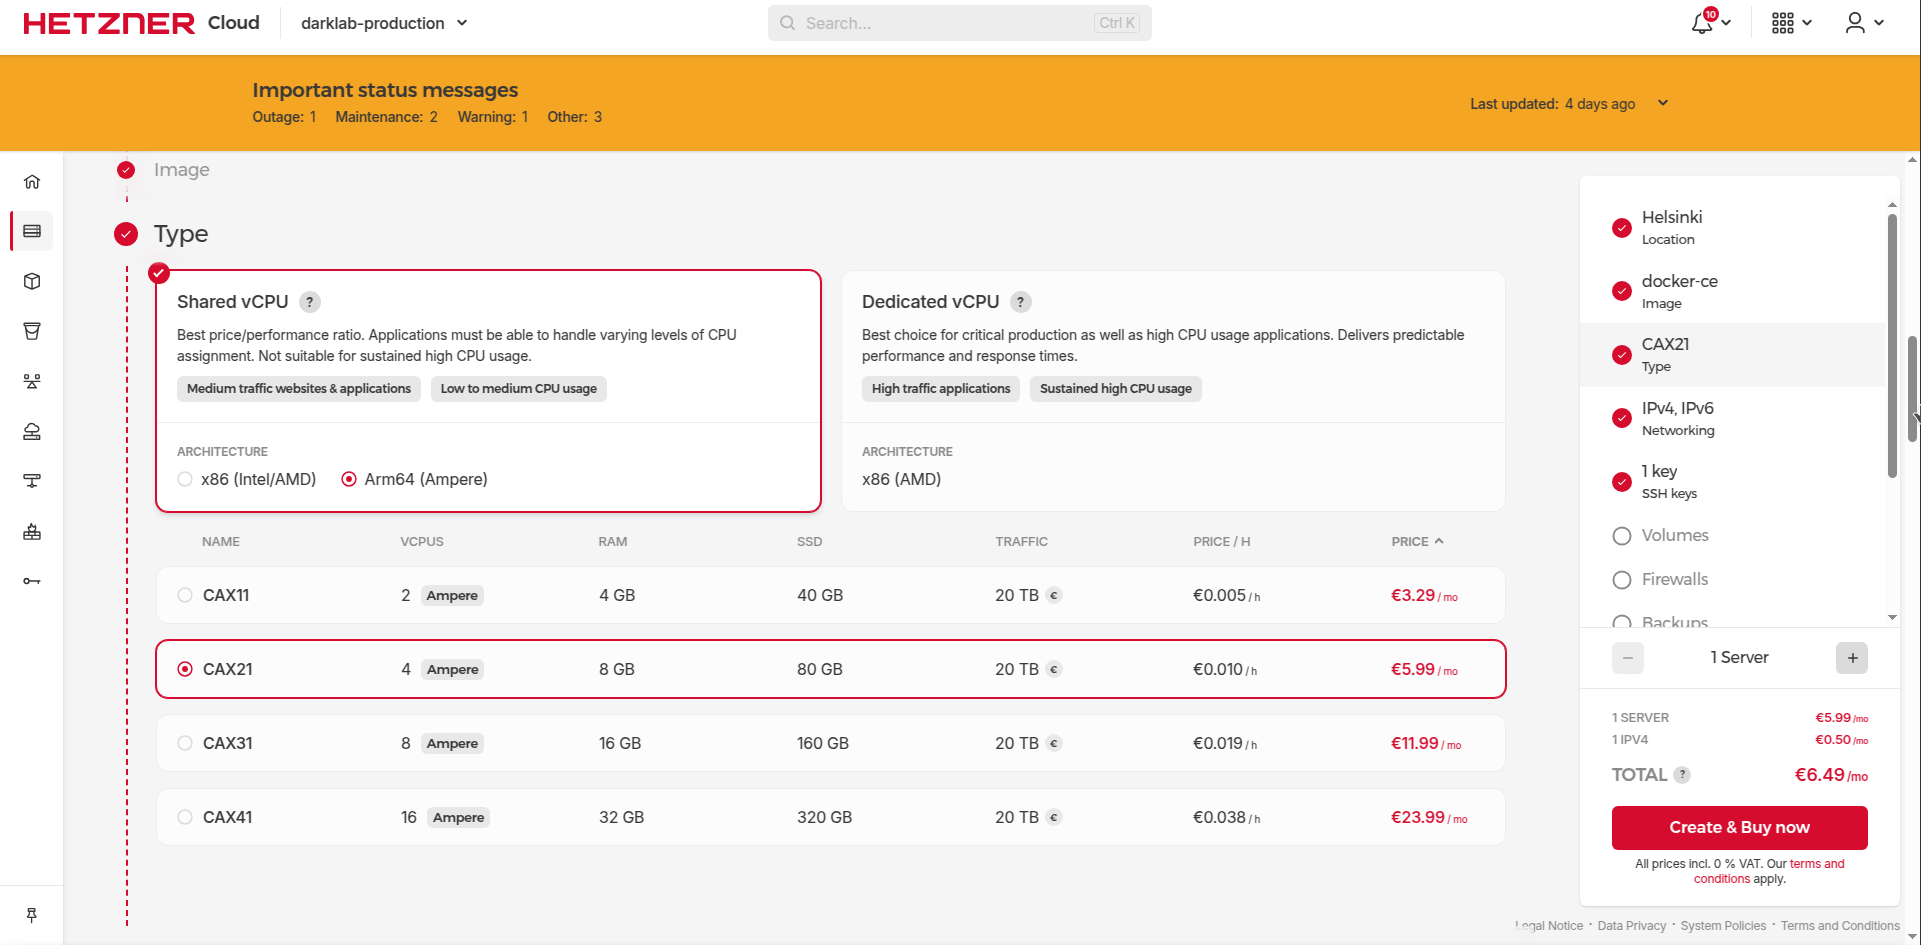 HETZNER Cloud
darklab-production
Search...
Ctrl K
10
Important status messages
Outage: 1 Maintenance: 2 Warning: 1 Other: 3
Last updated: 4 days ago
Image
Type
Shared vCPU ?
Best price/performance ratio. Applications must be able to handle varying levels of CPU
assignment. Not suitable for sustained high CPU usage.
Medium traffic websites & applications
Low to medium CPU usage
ARCHITECTURE
x86 (Intel/AMD) Arm64 (Ampere)
Dedicated vCPU ?
Best choice for critical production as well as high CPU usage applications. Delivers predictable
performance and response times.
High traffic applications
Sustained high CPU usage
ARCHITECTURE
x86 (AMD)
NAME VCPUS RAM SSD TRAFFIC PRICE / H PRICE
CAX11 2 Ampere 4 GB 40 GB 20 TB € €0.005 / h €3.29 / mo
CAX21 4 Ampere 8 GB 80 GB 20 TB € €0.010 / h €5.99 / mo
CAX31 8 Ampere 16 GB 160 GB 20 TB € €0.019 / h €11.99 / mo
CAX41 16 Ampere 32 GB 320 GB 20 TB € €0.038 / h €23.99 / mo
Helsinki
Location
docker-ce
Image
CAX21
Type
IPv4, IPv6
Networking
1 key
SSH keys
Volumes
Firewalls
Backups
− 1 Server +
1 SERVER €5.99 /mo
1 IPV4 €0.50 /mo
TOTAL ? €6.49 /mo
Create & Buy now
All prices incl. 0 % VAT. Our terms and
conditions apply.
Legal Notice · Data Privacy · System Policies · Terms and Conditions